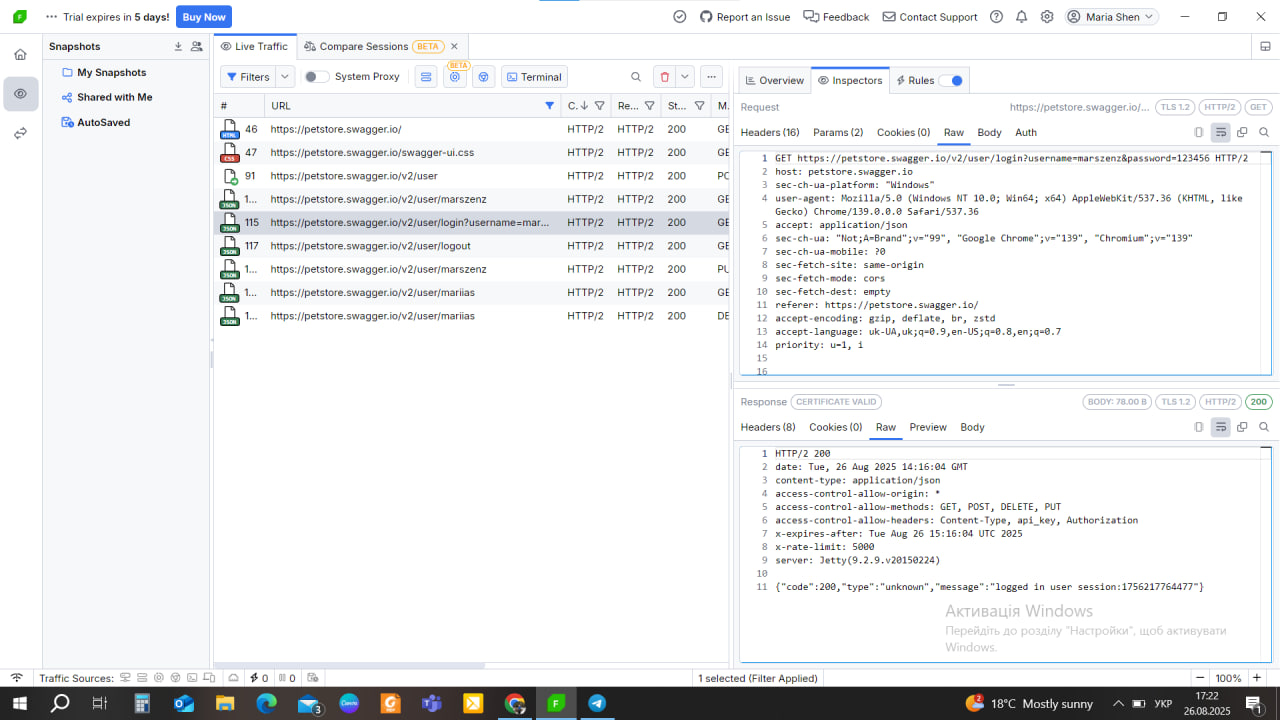 Trial expires in 5 days!
Buy Now
Report an Issue
Feedback
Contact Support
Maria Shen
Snapshots
My Snapshots
Shared with Me
AutoSaved
Live Traffic
Compare Sessions BETA
Filters
System Proxy
BETA
Terminal
# URL C. Re... St... M.
HTML 46 https://petstore.swagger.io/ HTTP/2 HTTP/2 200 GE
CSS 47 https://petstore.swagger.io/swagger-ui.css HTTP/2 HTTP/2 200 GE
91 https://petstore.swagger.io/v2/user HTTP/2 HTTP/2 200 PC
JSON 1... https://petstore.swagger.io/v2/user/marszenz HTTP/2 HTTP/2 200 GE
JSON 115 https://petstore.swagger.io/v2/user/login?username=mar... HTTP/2 HTTP/2 200 GE
JSON 117 https://petstore.swagger.io/v2/user/logout HTTP/2 HTTP/2 200 GE
JSON 1... https://petstore.swagger.io/v2/user/marszenz HTTP/2 HTTP/2 200 PU
JSON 1... https://petstore.swagger.io/v2/user/mariias HTTP/2 HTTP/2 200 GE
JSON 1... https://petstore.swagger.io/v2/user/mariias HTTP/2 HTTP/2 200 DE
Overview
Inspectors
Rules
Request https://petstore.swagger.io/... TLS 1.2 HTTP/2 GET
Headers (16) Params (2) Cookies (0) Raw Body Auth
1 GET https://petstore.swagger.io/v2/user/login?username=marszenz&password=123456 HTTP/2
2 host: petstore.swagger.io
3 sec-ch-ua-platform: "Windows"
4 user-agent: Mozilla/5.0 (Windows NT 10.0; Win64; x64) AppleWebKit/537.36 (KHTML, like
Gecko) Chrome/139.0.0.0 Safari/537.36
5 accept: application/json
6 sec-ch-ua: "Not;A=Brand";v="99", "Google Chrome";v="139", "Chromium";v="139"
7 sec-ch-ua-mobile: ?0
8 sec-fetch-site: same-origin
9 sec-fetch-mode: cors
10 sec-fetch-dest: empty
11 referer: https://petstore.swagger.io/
12 accept-encoding: gzip, deflate, br, zstd
13 accept-language: uk-UA,uk;q=0.9,en-US;q=0.8,en;q=0.7
14 priority: u=1, i
15
16
Response CERTIFICATE VALID BODY: 78.00 B TLS 1.2 HTTP/2 200
Headers (8) Cookies (0) Raw Preview Body
1 HTTP/2 200
2 date: Tue, 26 Aug 2025 14:16:04 GMT
3 content-type: application/json
4 access-control-allow-origin: *
5 access-control-allow-methods: GET, POST, DELETE, PUT
6 access-control-allow-headers: Content-Type, api_key, Authorization
7 x-expires-after: Tue Aug 26 15:16:04 UTC 2025
8 x-rate-limit: 5000
9 server: Jetty(9.2.9.v20150224)
10
11 {"code":200,"type":"unknown","message":"logged in user session:1756217764477"}
Активація Windows
Перейдіть до розділу "Настройки", щоб активувати
Windows.
Traffic Sources: 0 0 1 selected (Filter Applied) 100%
3
2
18°C Mostly sunny
УКР
17:22
26.08.2025
1